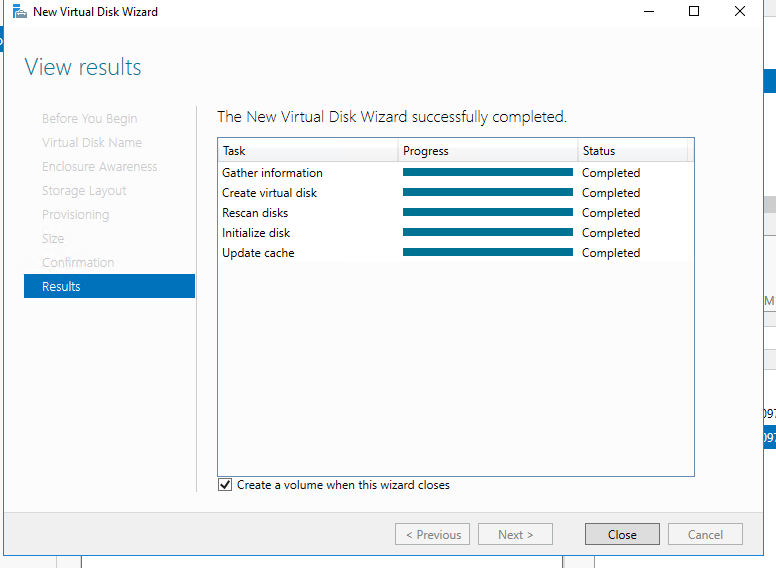 New Virtual Disk Wizard
View results
Before You Begin
Virtual Disk Name
Enclosure Awareness
Storage Layout
Provisioning
Size
Confirmation
Results
The New Virtual Disk Wizard successfully completed.
Task Progress Status
Gather information Completed
Create virtual disk Completed
Rescan disks Completed
Initialize disk Completed
Update cache Completed
Create a volume when this wizard closes
< Previous Next > Close Cancel